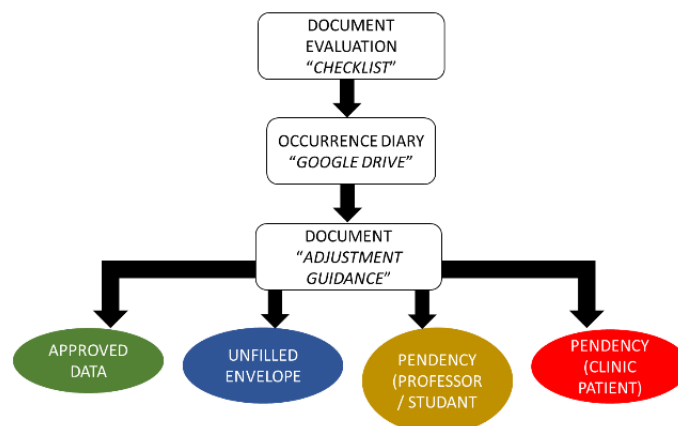 DOCUMENT
EVALUATION
“CHECKLIST”
OCCURRENCE DIARY
“GOOGLE DRIVE”
DOCUMENT
“ADJUSTMENT
GUIDANCE”
APPROVED
DATA
UNFILLED
ENVELOPE
PENDENCY
(PROFESSOR
/ STUDANT
PENDENCY
(CLINIC
PATIENT)